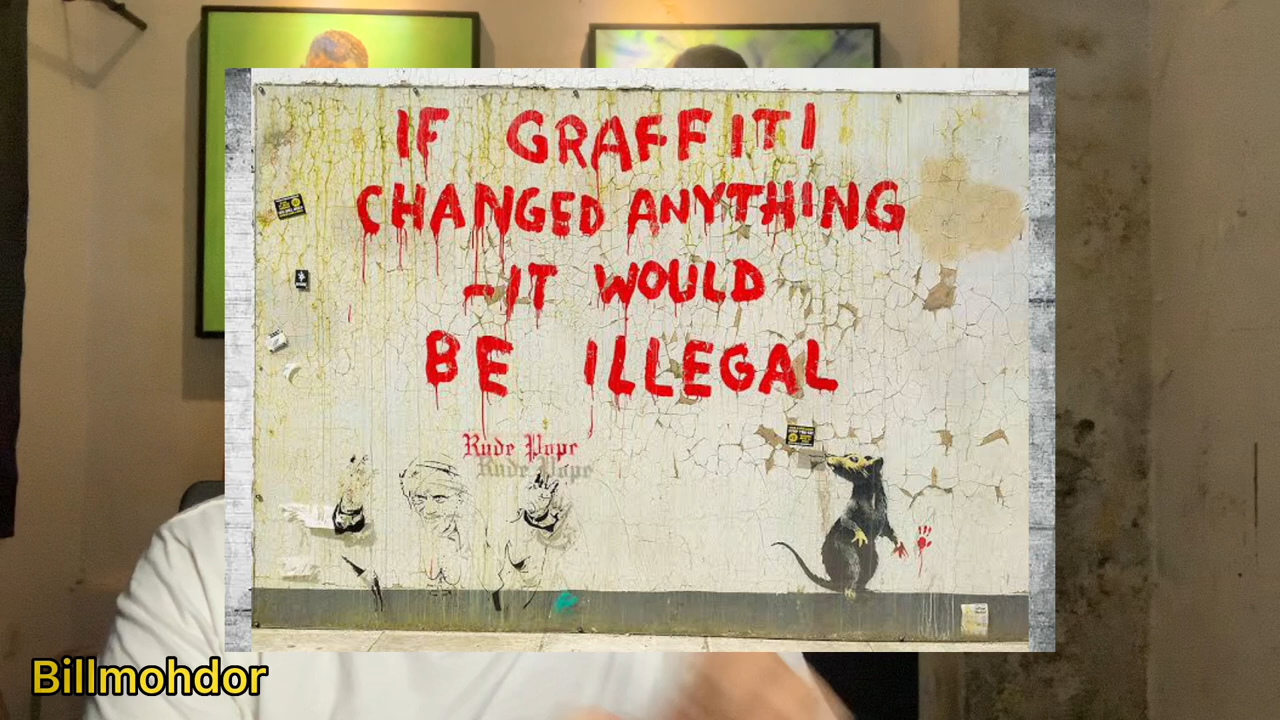 IF GRAFFITI
CHANGED ANYTHING
–IT WOULD
BE ILLEGAL
Rude Pope
Rude Pope
Billmohdor